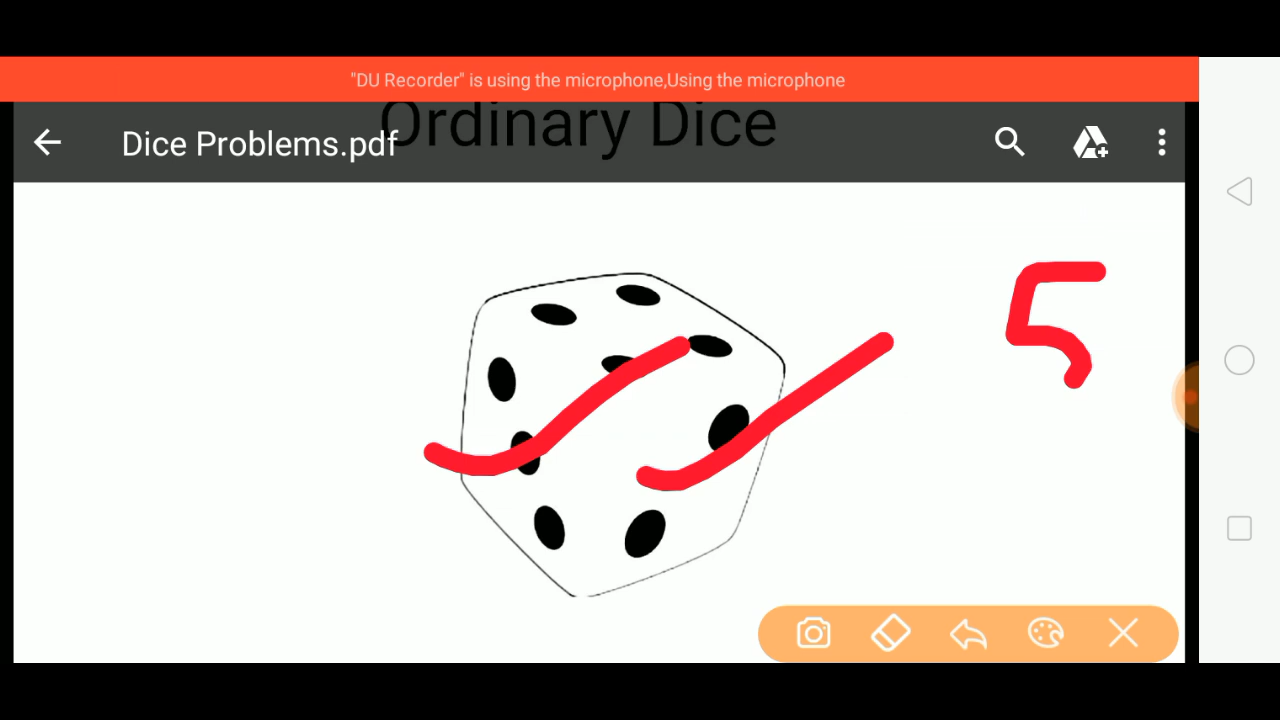 "DU Recorder" is using the microphone,Using the microphone
Ordinary Dice
Dice Problems.pdf
5